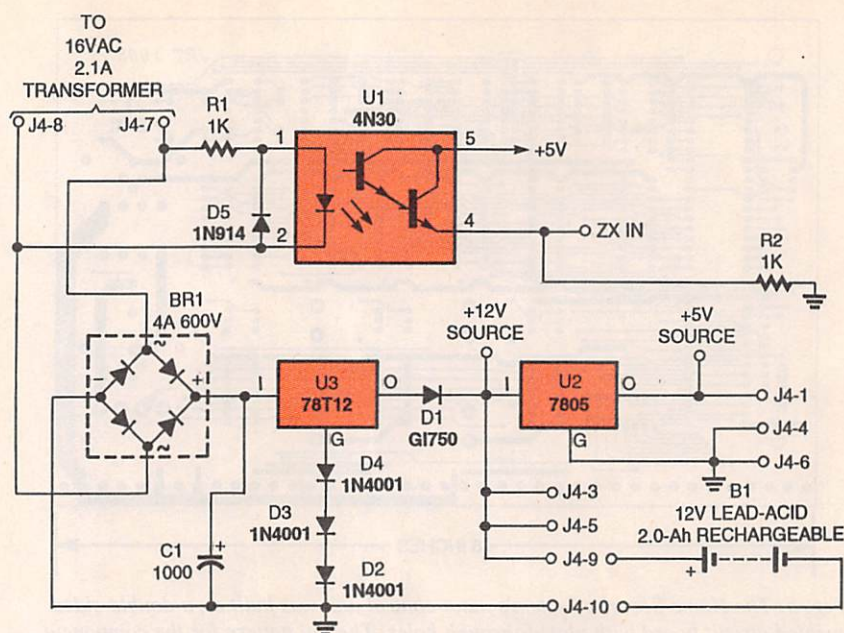 TO
16VAC
2.1A
TRANSFORMER
J4-8
J4-7
R1
1K
U1
4N30
1
5
+5V
D5
1N914
2
4
ZX IN
R2
1K
BR1
4A 600V
~
−
+
~
+12V
SOURCE
+5V
SOURCE
I
U3
78T12
O
G
D1
GI750
I
U2
7805
O
G
J4-1
J4-4
J4-6
D4
1N4001
D3
1N4001
D2
1N4001
C1
1000
+
J4-3
J4-5
J4-9
J4-10
B1
12V LEAD-ACID
2.0-Ah RECHARGEABLE
+